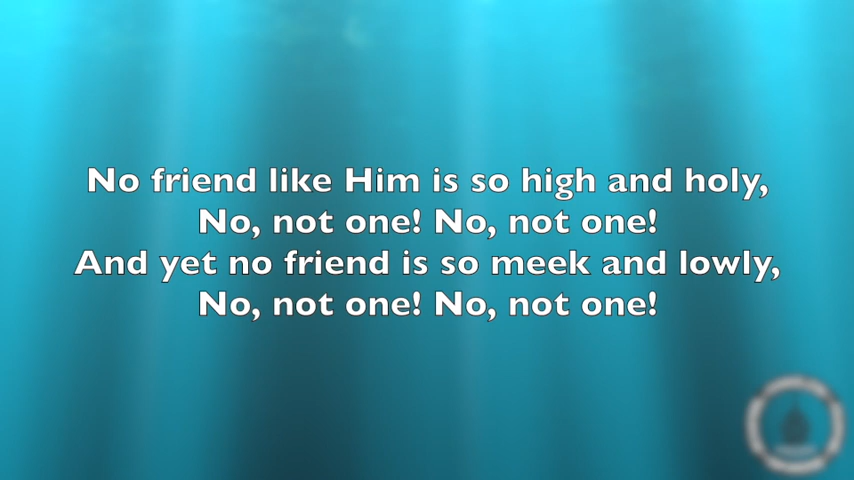 No friend like Him is so high and holy,
No, not one! No, not one!
And yet no friend is so meek and lowly,
No, not one! No, not one!